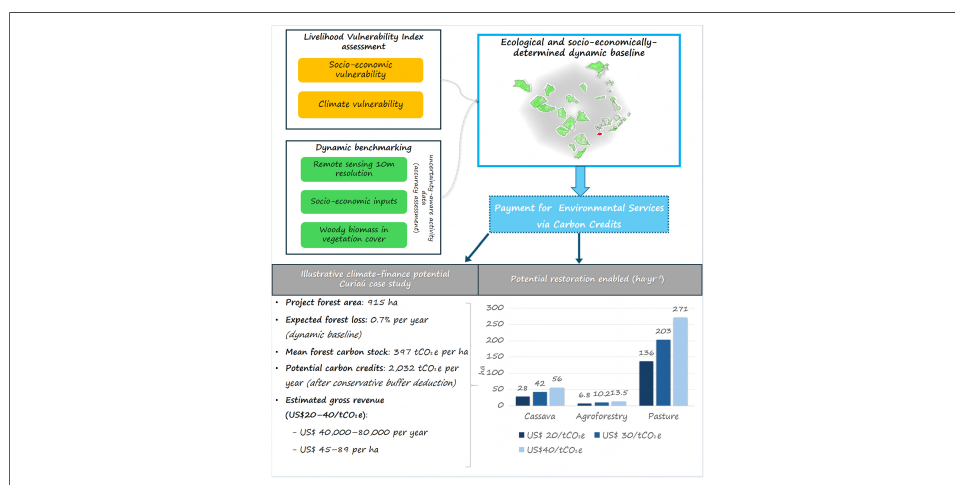 Livelihood Vulnerability Index
assessment
Socio-economic
vulnerability
Climate vulnerability
Dynamic benchmarking
Remote sensing 10m
resolution
Socio-economic inputs
Woody biomass in
vegetation cover
uncertainty-aware activity
data
(accuracy assessment)
Ecological and socio-economically-
determined dynamic baseline
Payment for Environmental Services
via Carbon Credits
Illustrative climate-finance potential
Curiaú case study
• Project forest area: 915 ha
• Expected forest loss: 0.7% per year
(dynamic baseline)
• Mean forest carbon stock: 397 tCO₂e per ha
• Potential carbon credits: 2,032 tCO₂e per
year (after conservative buffer deduction)
• Estimated gross revenue
(US$20–40/tCO₂e):
- US$ 40,000–80,000 per year
- US$ 45–89 per ha
Potential restoration enabled (ha·yr⁻¹)
300
250
200
150
100
50
0
ha
28
42
56
6.8
10.2
13.5
136
203
271
Cassava
Agroforestry
Pasture
US$ 20/tCO₂e
US$ 30/tCO₂e
US$40/tCO₂e